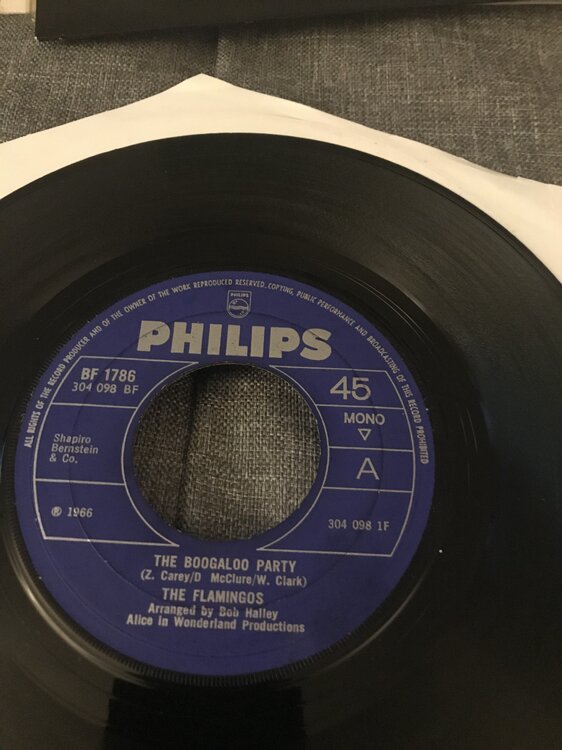 ALL RIGHTS OF THE RECORD PRODUCER AND OF THE OWNER OF THE WORK REPRODUCED RESERVED. COPYING, PUBLIC PERFORMANCE AND BROADCASTING OF THIS RECORD PROHIBITED
PHILIPS
PHILIPS
BF 1786
304 098 BF
45
MONO
A
Shapiro
Bernstein
& Co.
℗ 1966
304 098 1F
THE BOOGALOO PARTY
(Z. Carey/D McClure/W. Clark)
THE FLAMINGOS
Arranged by Bob Halley
Alice in Wonderland Productions